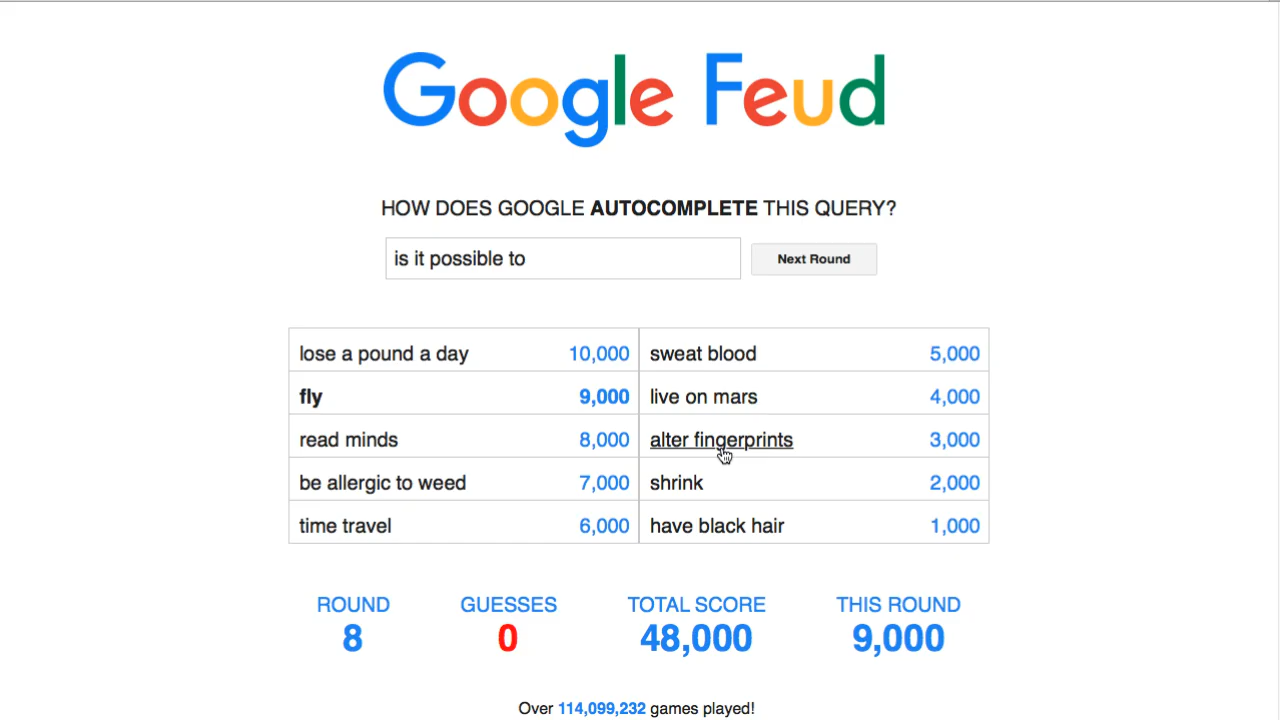 Google Feud
HOW DOES GOOGLE AUTOCOMPLETE THIS QUERY?
is it possible to
Next Round
lose a pound a day 10,000 sweat blood 5,000
fly 9,000 live on mars 4,000
read minds 8,000 alter fingerprints 3,000
be allergic to weed 7,000 shrink 2,000
time travel 6,000 have black hair 1,000
ROUND GUESSES TOTAL SCORE THIS ROUND
8 0 48,000 9,000
Over 114,099,232 games played!